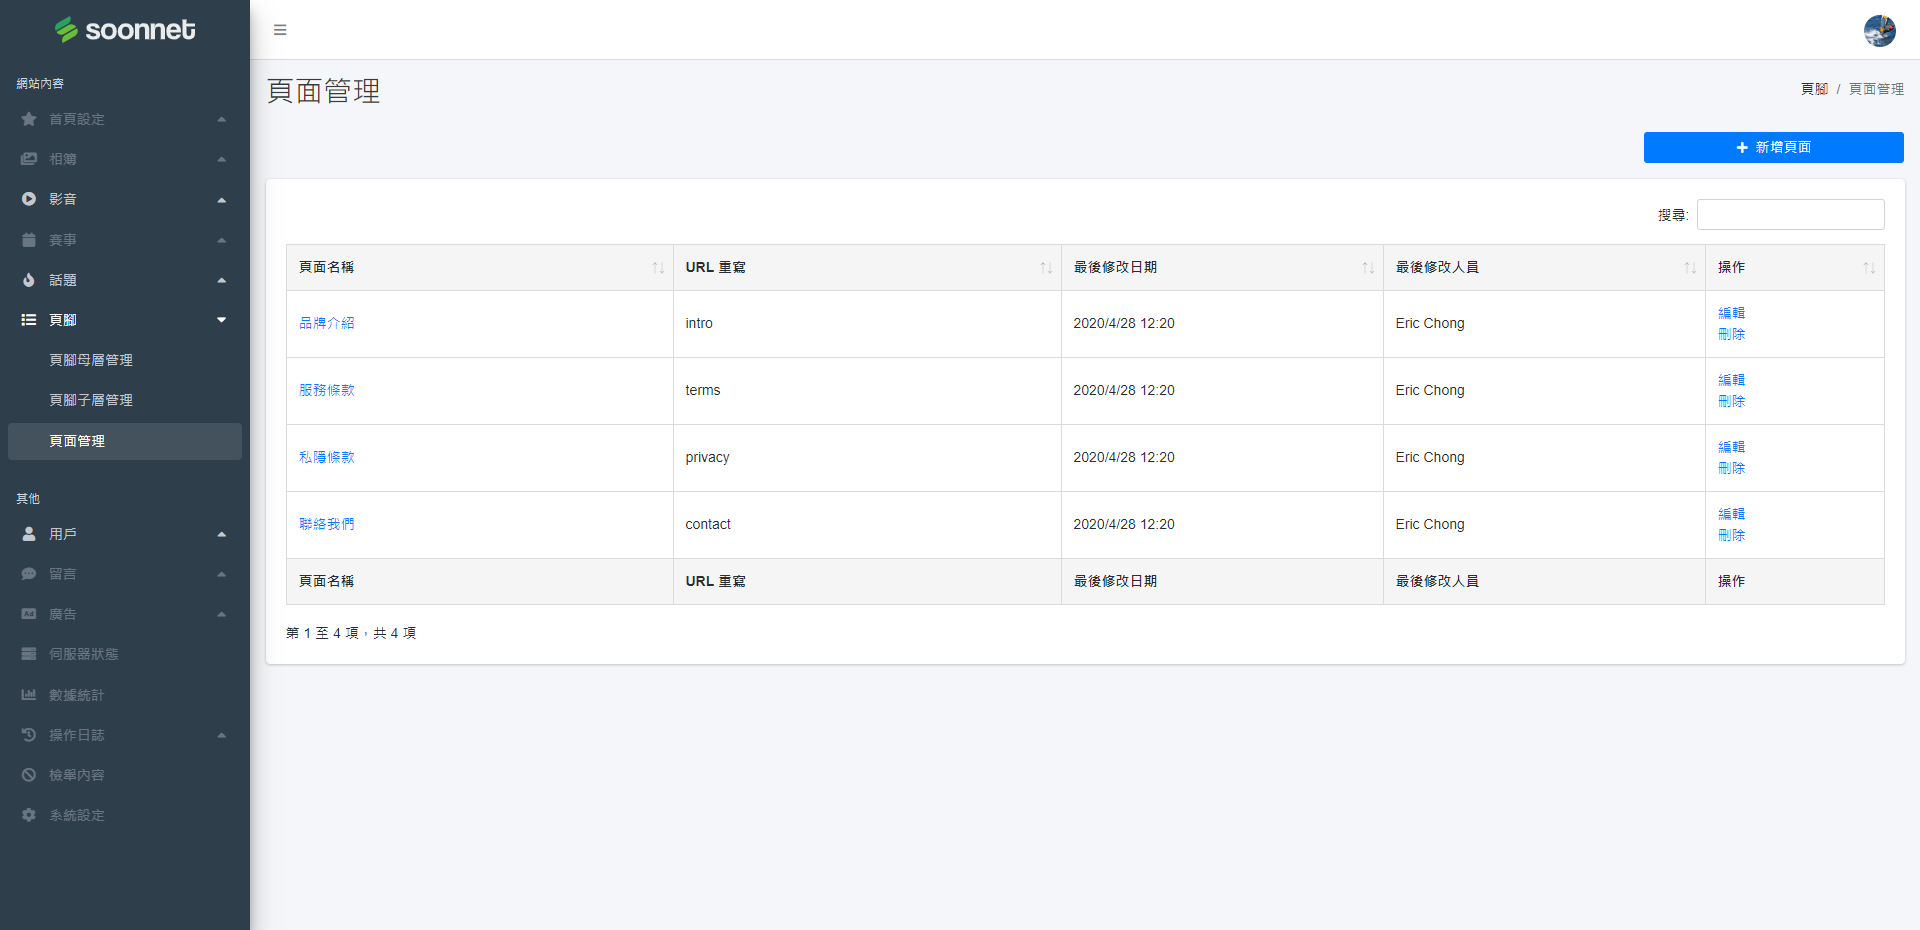 soonnet
網站內容
首頁設定
相簿
影音
賽事
話題
頁腳
頁腳母層管理
頁腳子層管理
頁面管理
其他
用戶
留言
Ad 廣告
伺服器狀態
數據統計
操作日誌
檢舉內容
系統設定
頁面管理
頁腳 / 頁面管理
新增頁面
搜尋:
頁面名稱 URL 重寫 最後修改日期 最後修改人員 操作
品牌介紹 intro 2020/4/28 12:20 Eric Chong 編輯
刪除
服務條款 terms 2020/4/28 12:20 Eric Chong 編輯
刪除
私隱條款 privacy 2020/4/28 12:20 Eric Chong 編輯
刪除
聯絡我們 contact 2020/4/28 12:20 Eric Chong 編輯
刪除
頁面名稱 URL 重寫 最後修改日期 最後修改人員 操作
第 1 至 4 項，共 4 項